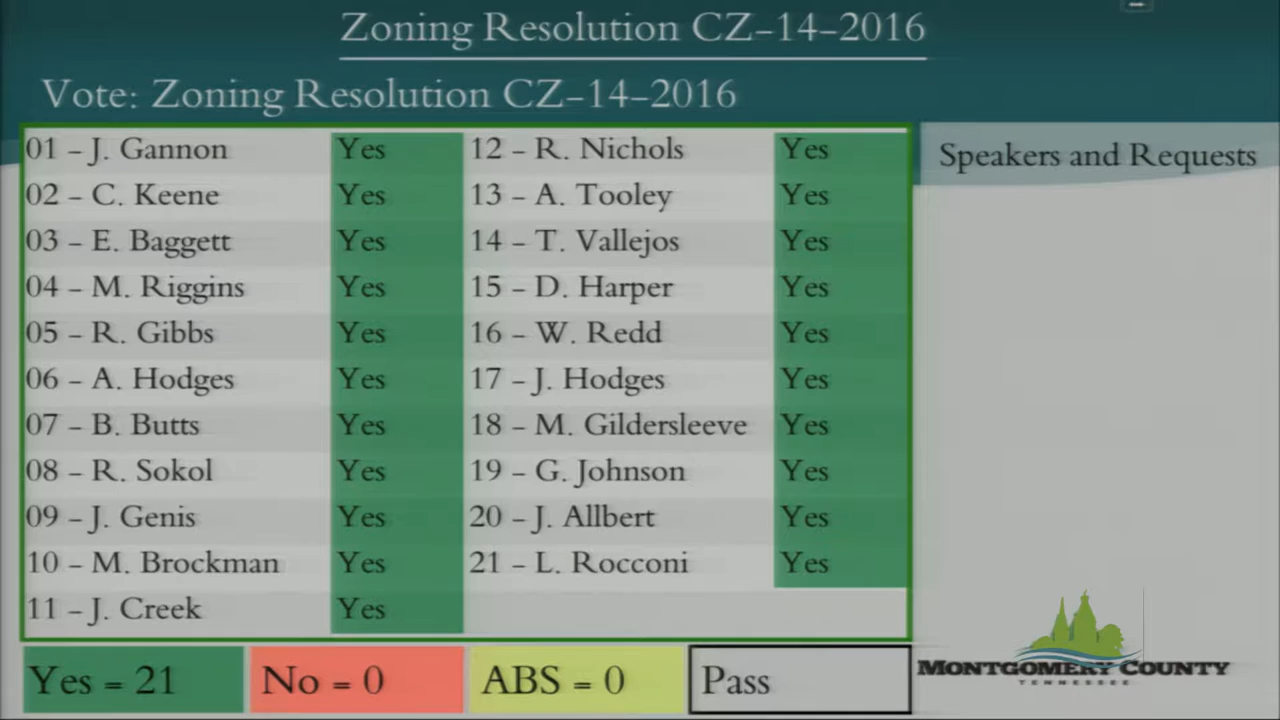 Zoning Resolution CZ-14-2016
Vote: Zoning Resolution CZ-14-2016
01 - J. Gannon Yes 12 - R. Nichols Yes
02 - C. Keene Yes 13 - A. Tooley Yes
03 - E. Baggett Yes 14 - T. Vallejos Yes
04 - M. Riggins Yes 15 - D. Harper Yes
05 - R. Gibbs Yes 16 - W. Redd Yes
06 - A. Hodges Yes 17 - J. Hodges Yes
07 - B. Butts Yes 18 - M. Gildersleeve Yes
08 - R. Sokol Yes 19 - G. Johnson Yes
09 - J. Genis Yes 20 - J. Allbert Yes
10 - M. Brockman Yes 21 - L. Rocconi Yes
11 - J. Creek Yes
Yes = 21 No = 0 ABS = 0 Pass
Speakers and Requests
MONTGOMERY COUNTY
TENNESSEE